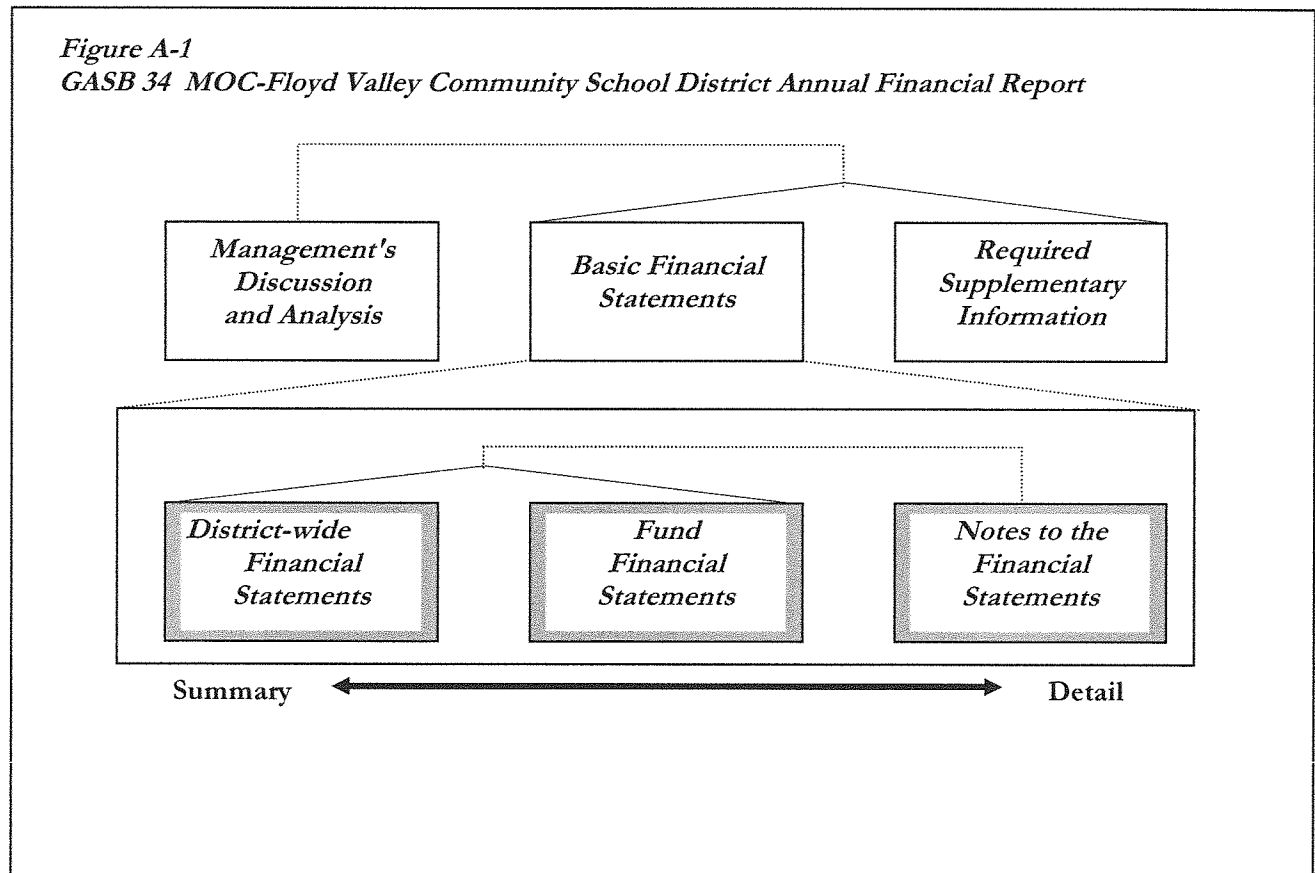 Figure A-1
GASB 34 MOC-Floyd Valley Community School District Annual Financial Report
Management's
Discussion
and Analysis
Basic Financial
Statements
Required
Supplementary
Information
District-wide
Financial
Statements
Fund
Financial
Statements
Notes to the
Financial
Statements
Summary
Detail